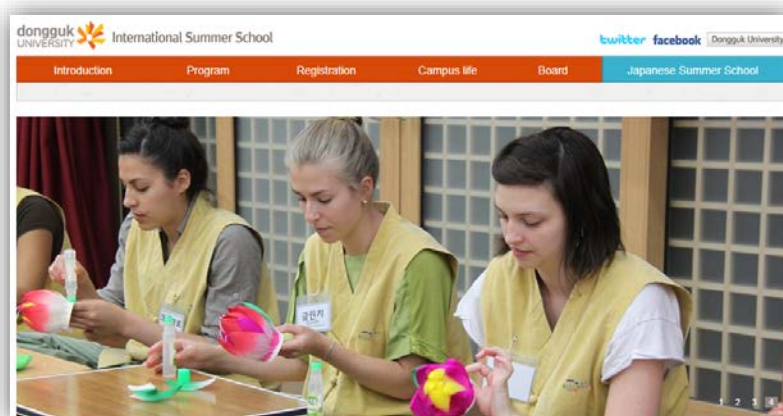 dongguk
UNIVERSITY
International Summer School
twitter facebook Dongguk University
Introduction Program Registration Campus life Board Japanese Summer School
1 2 3 4